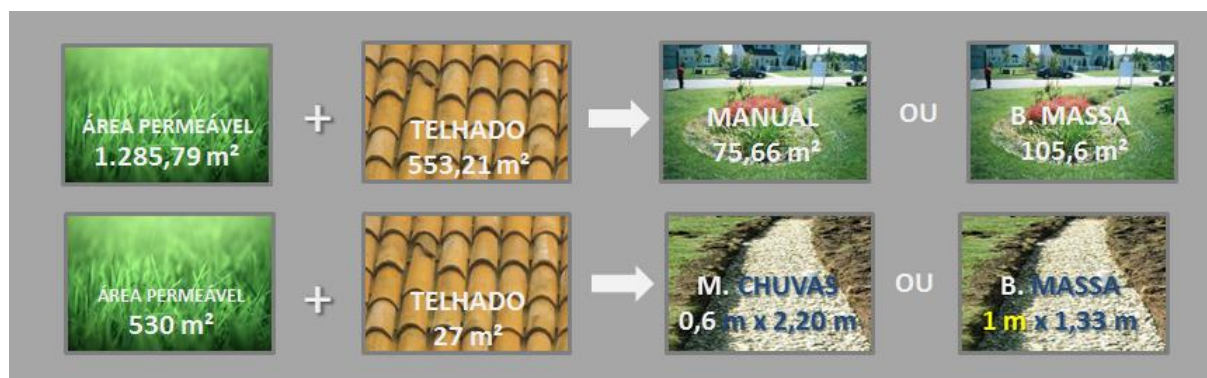 ÁREA PERMEÁVEL
1.285,79 m²
+
TELHADO
553,21 m²
MANUAL
75,66 m²
OU
B. MASSA
105,6 m²
ÁREA PERMEÁVEL
530 m²
+
TELHADO
27 m²
M. CHUVAS
0,6 m x 2,20 m
OU
B. MASSA
1 m x 1,33 m